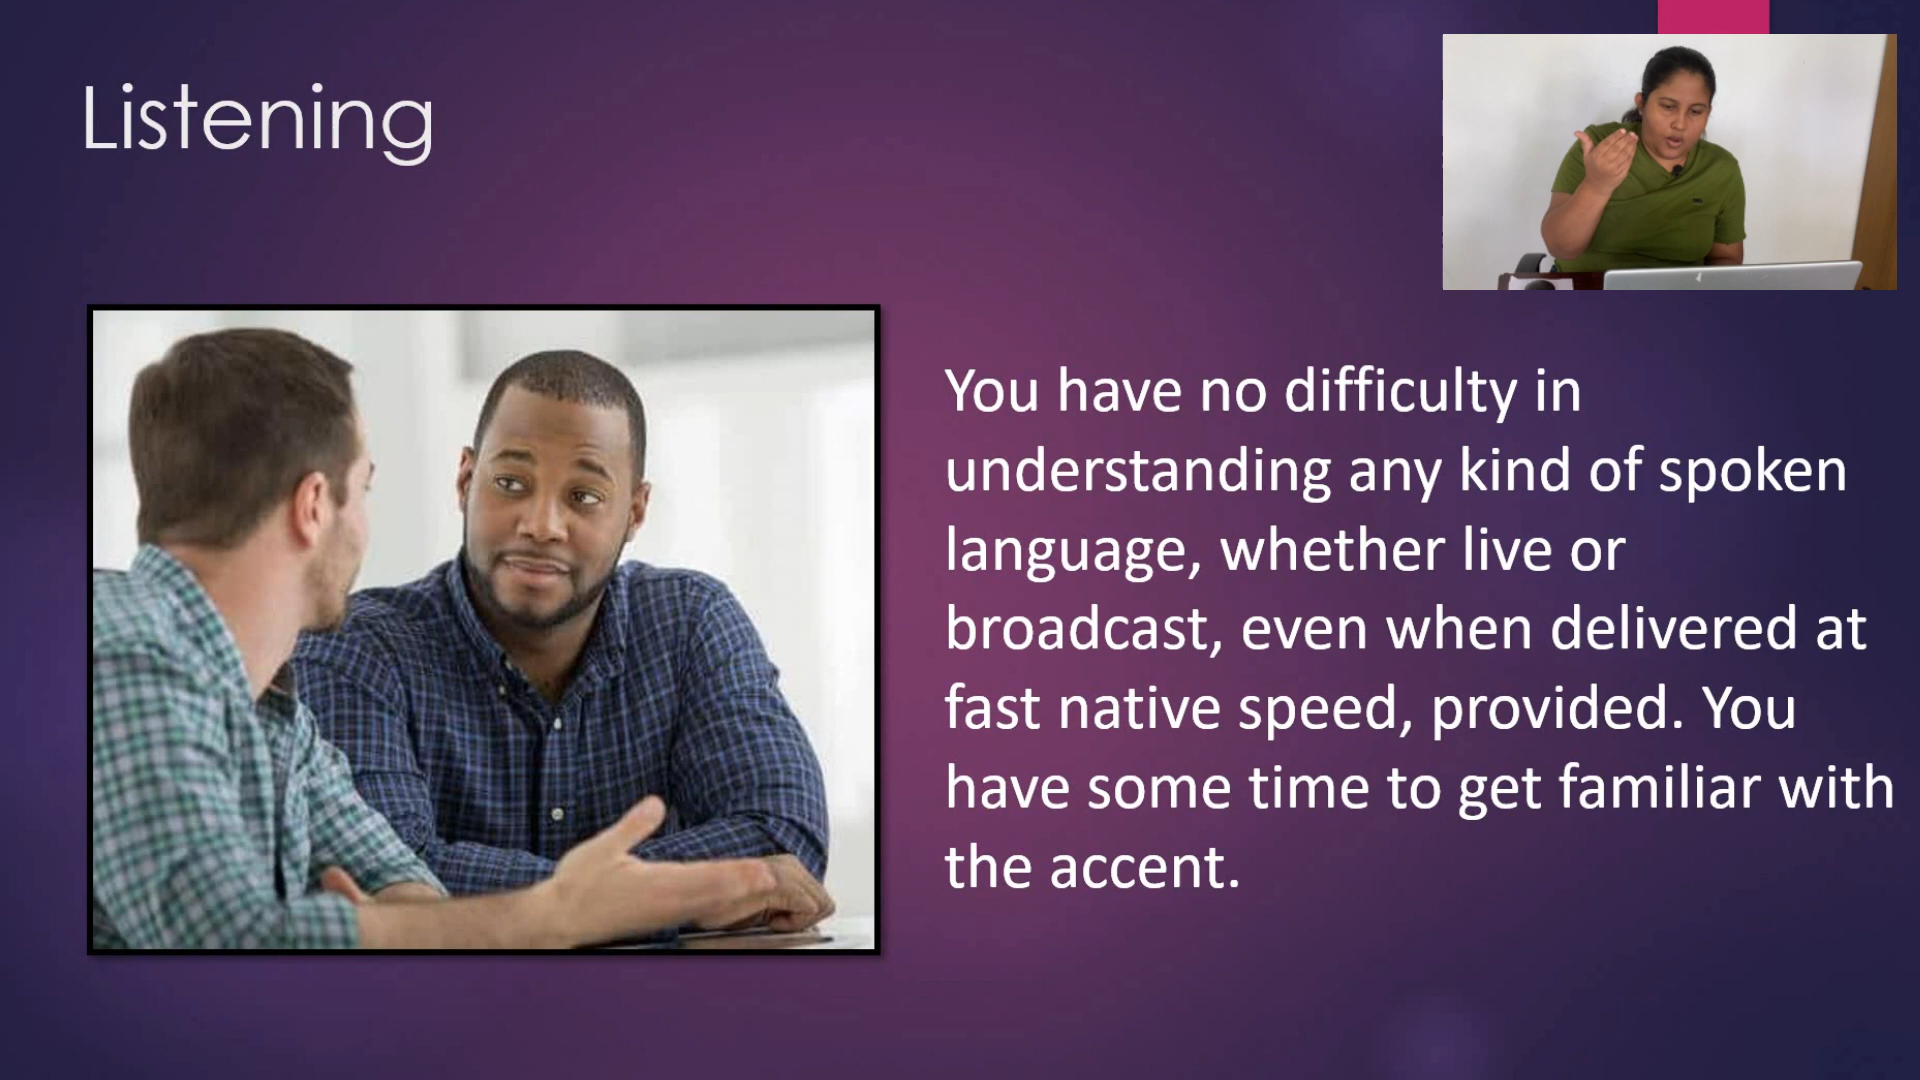 Listening
You have no difficulty in
understanding any kind of spoken
language, whether live or
broadcast, even when delivered at
fast native speed, provided. You
have some time to get familiar with
the accent.